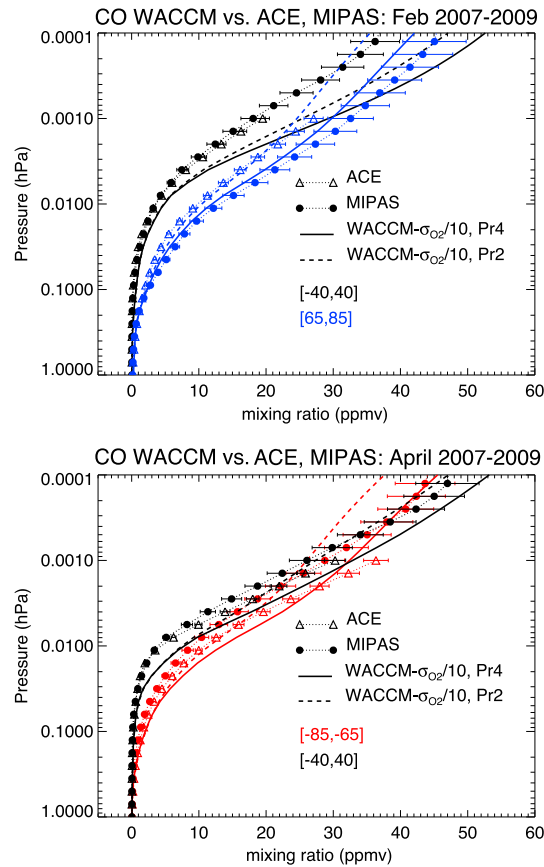 CO WACCM vs. ACE, MIPAS: Feb 2007-2009
0.0001
0.0010
0.0100
0.1000
1.0000
Pressure (hPa)
ACE
MIPAS
WACCM-σO2/10, Pr4
WACCM-σO2/10, Pr2
[-40,40]
[65,85]
0 10 20 30 40 50 60
mixing ratio (ppmv)
CO WACCM vs. ACE, MIPAS: April 2007-2009
0.0001
0.0010
0.0100
0.1000
1.0000
Pressure (hPa)
ACE
MIPAS
WACCM-σO2/10, Pr4
WACCM-σO2/10, Pr2
[-85,-65]
[-40,40]
0 10 20 30 40 50 60
mixing ratio (ppmv)